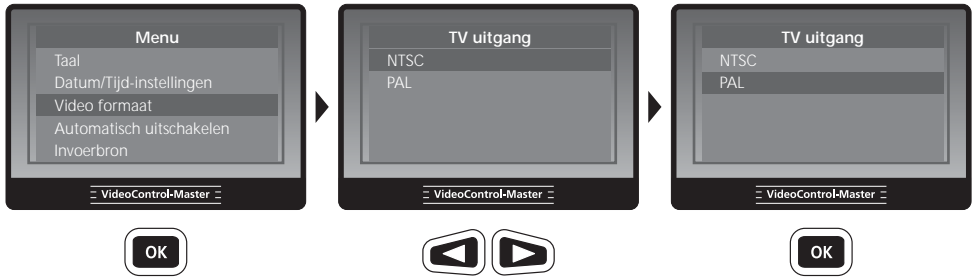 Menu
Taal
Datum/Tijd-instellingen
Video formaat
Automatisch uitschakelen
Invoerbron
VideoControl-Master
OK
TV uitgang
NTSC
PAL
VideoControl-Master
TV uitgang
NTSC
PAL
VideoControl-Master
OK